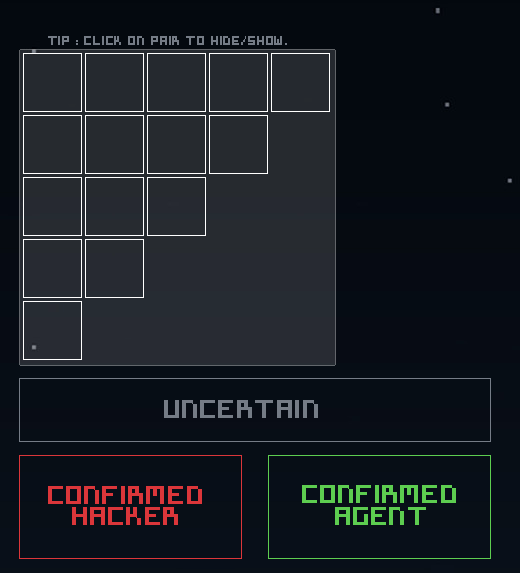 TIP : CLICK ON PAIR TO HIDE/SHOW.
UNCERTAIN
CONFIRMED
HACKER
CONFIRMED
AGENT